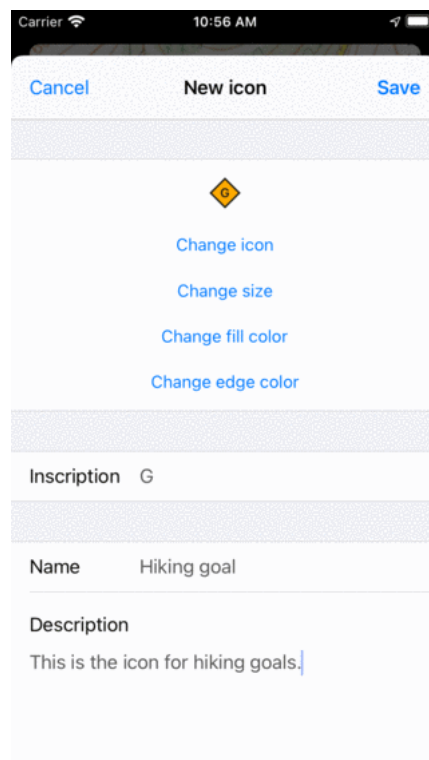 Carrier 10:56 AM
Cancel New icon Save
G
Change icon
Change size
Change fill color
Change edge color
Inscription G
Name Hiking goal
Description
This is the icon for hiking goals.